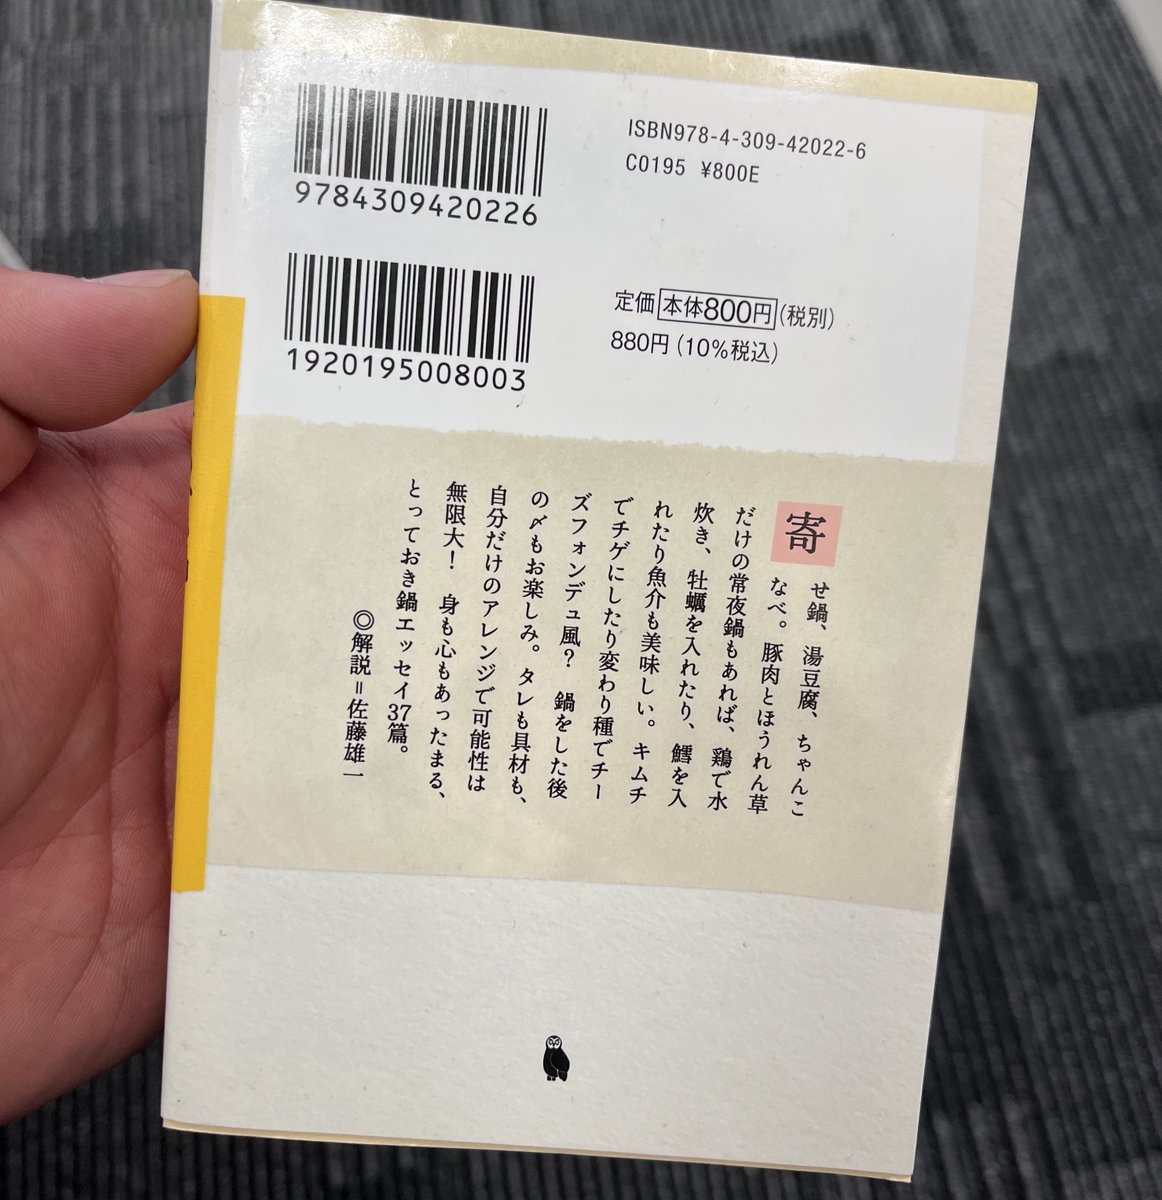 9784309420226
ISBN978-4-309-42022-6
C0195 ¥800E
1920195008003
定価 本体800円(税別)
880円(10%税込)
寄せ鍋、湯豆腐、ちゃんこ
なべ。豚肉とほうれん草
だけの常夜鍋もあれば、鶏で水
炊き、牡蠣を入れたり、鱈を入
れたり魚介も美味しい。キムチ
でチゲにしたり変わり種でチー
ズフォンデュ風? 鍋をした後
の〆もお楽しみ。タレも具材も、
自分だけのアレンジで可能性は
無限大! 身も心もあったまる、
とっておき鍋エッセイ37篇。
◎解説=佐藤雄一